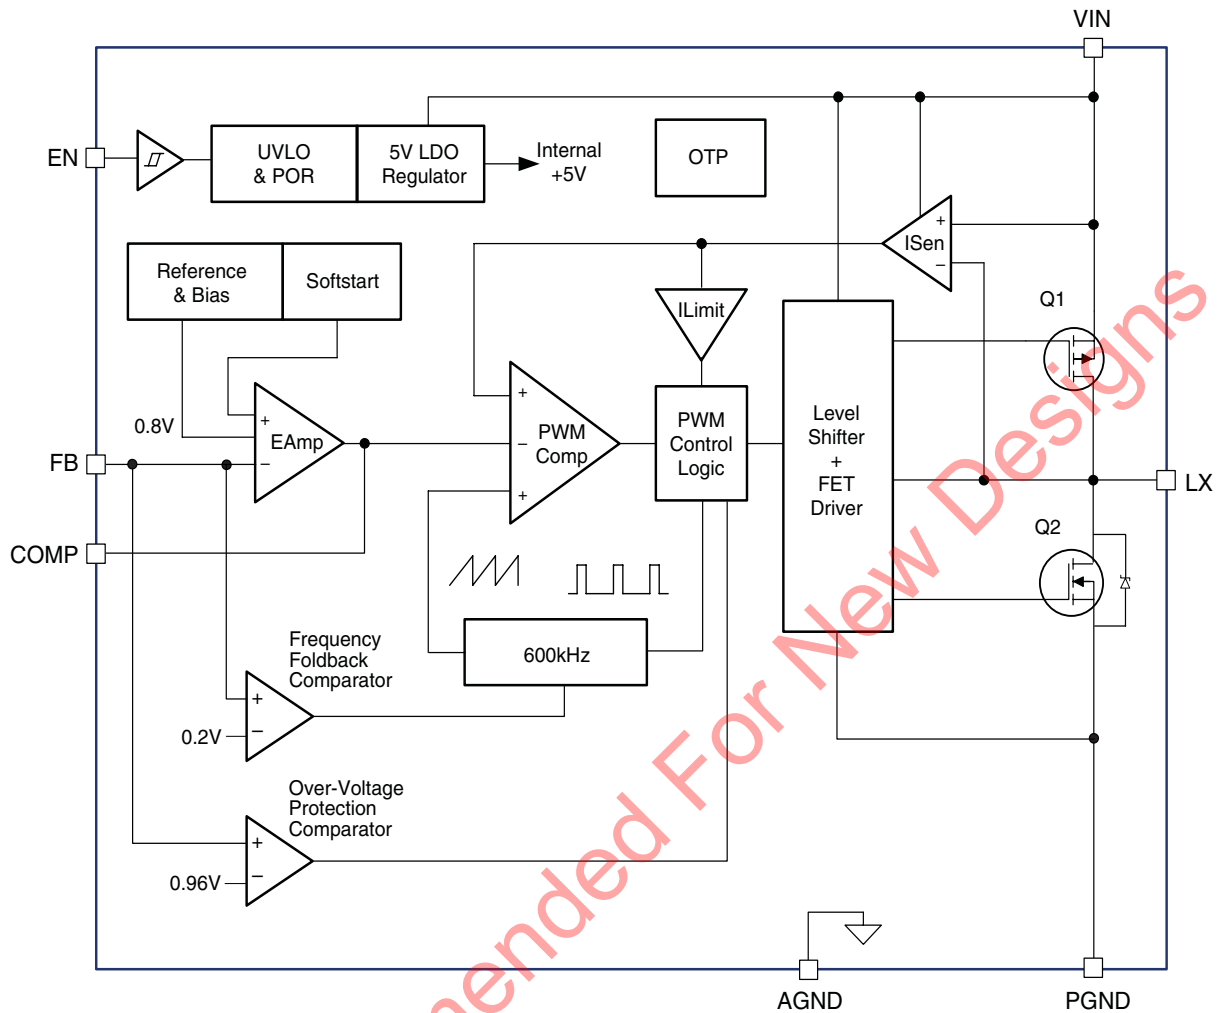 VIN
EN
UVLO
& POR
5V LDO
Regulator
Internal
+5V
OTP
+
ISen
−
Reference
& Bias
Softstart
ILimit
Q1
+
0.8V
EAmp
−
FB
+
−
PWM
Comp
+
PWM
Control
Logic
Level
Shifter
+
FET
Driver
LX
Q2
COMP
600kHz
Frequency
Foldback
Comparator
+
0.2V
−
Over-Voltage
Protection
Comparator
+
0.96V
−
AGND
PGND
mended For New Designs